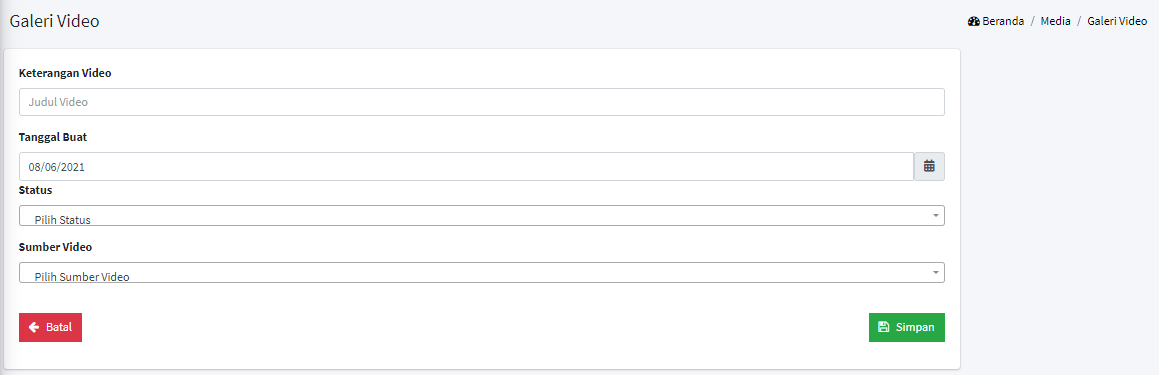 Galeri Video
Beranda / Media / Galeri Video
Keterangan Video
Judul Video
Tanggal Buat
08/06/2021
Status
Pilih Status
Sumber Video
Pilih Sumber Video
Batal
Simpan